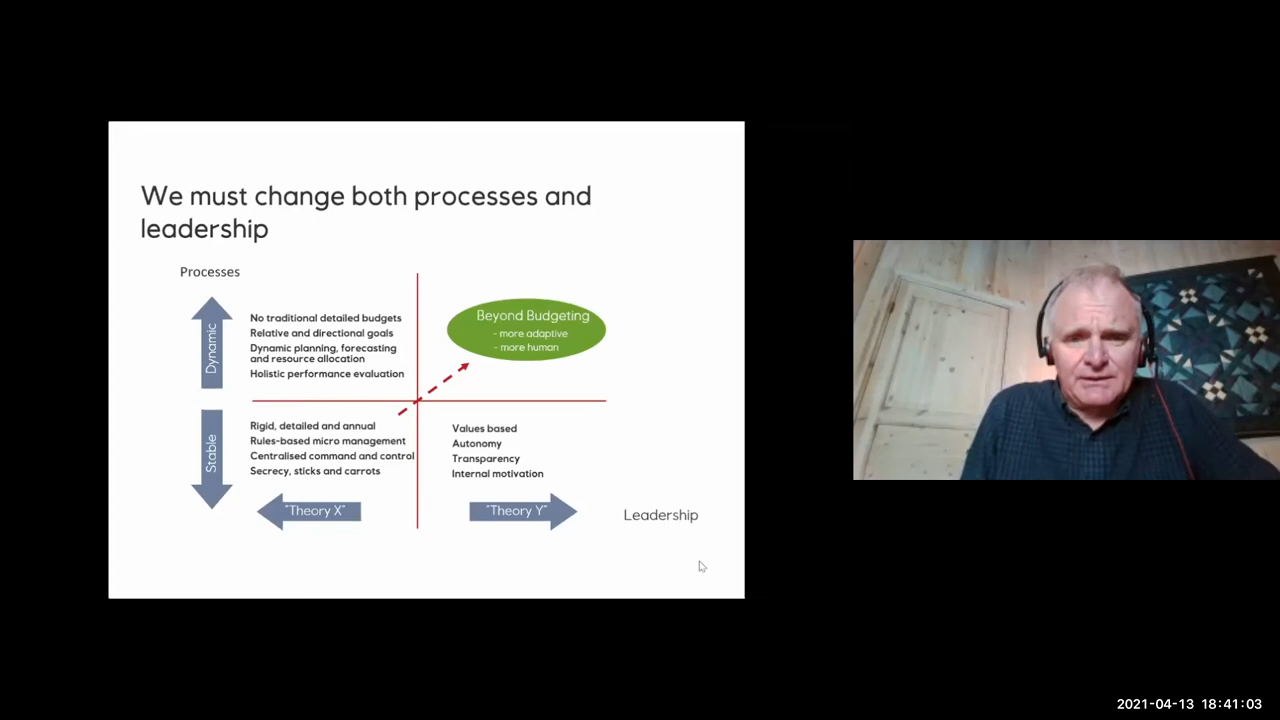 We must change both processes and
leadership
Processes
Dynamic
No traditional detailed budgets
Relative and directional goals
Dynamic planning, forecasting
and resource allocation
Holistic performance evaluation
Beyond Budgeting
- more adaptive
- more human
Stable
Rigid, detailed and annual
Rules-based micro management
Centralised command and control
Secrecy, sticks and carrots
Values based
Autonomy
Transparency
Internal motivation
"Theory X"
"Theory Y"
Leadership
2021-04-13 18:41:03